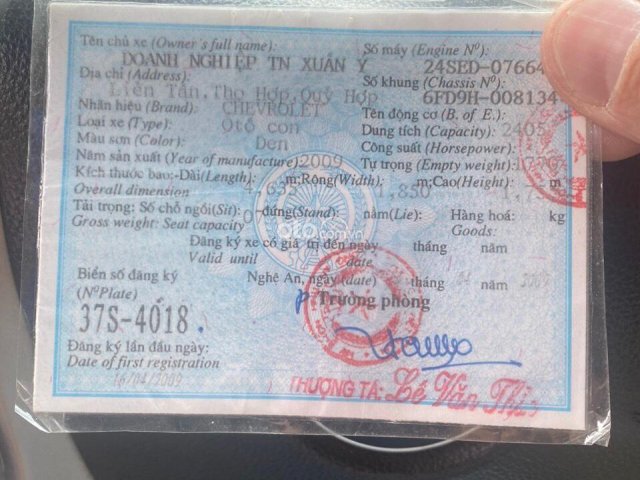 Tên chủ xe (Owner's full name):
DOANH NGHIỆP TN XUÂN Ý
Địa chỉ (Address):
Liên Tân, Thọ Hợp, Quỳ Hợp
Nhãn hiệu (Brand): CHEVROLET
Loại xe (Type): Ôtô con
Màu sơn (Color): Đen
Năm sản xuất (Year of manufacture): 2009
Số máy (Engine Nº):
24SED-07664
Số khung (Chassis Nº):
6FD9H-008134
Tên động cơ (B. of E.):
Dung tích (Capacity): 2405
Công suất (Horsepower):
Tự trọng (Empty weight): 1770
Kích thước bao:-Dài(Length), m;Rộng(Width): m;Cao(Height): m
Overall dimension 1,850
Tải trọng: Số chỗ ngồi(Sit) đứng(Stand): nằm(Lie): Hàng hoá: kg
Gross weight: Seat capacity Goods:
oto.com.vn
Đăng ký xe có giá trị đến ngày tháng năm
Valid until date
Biển số đăng ký
(NºPlate)
37S-4018.
Nghệ An, ngày (date) tháng 04 năm 2009
Trưởng phòng
Đăng ký lần đầu ngày:
Date of first registration
16/04/2009
THƯỢNG TÁ: Lê Văn